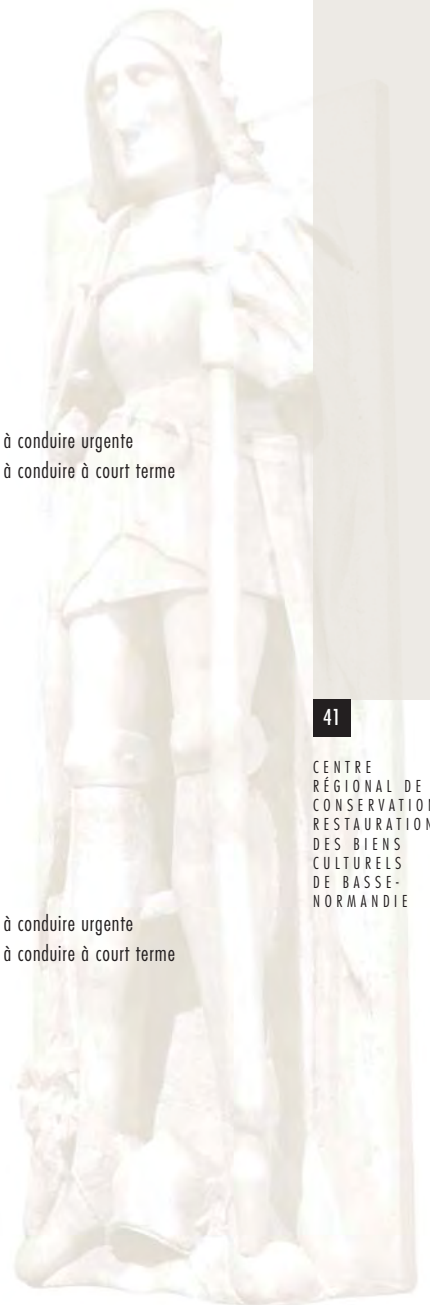 à conduire urgente
à conduire à court terme
41
CENTRE
RÉGIONAL DE
CONSERVATION
RESTAURATION
DES BIENS
CULTURELS
DE BASSE-
NORMANDIE
à conduire urgente
à conduire à court terme